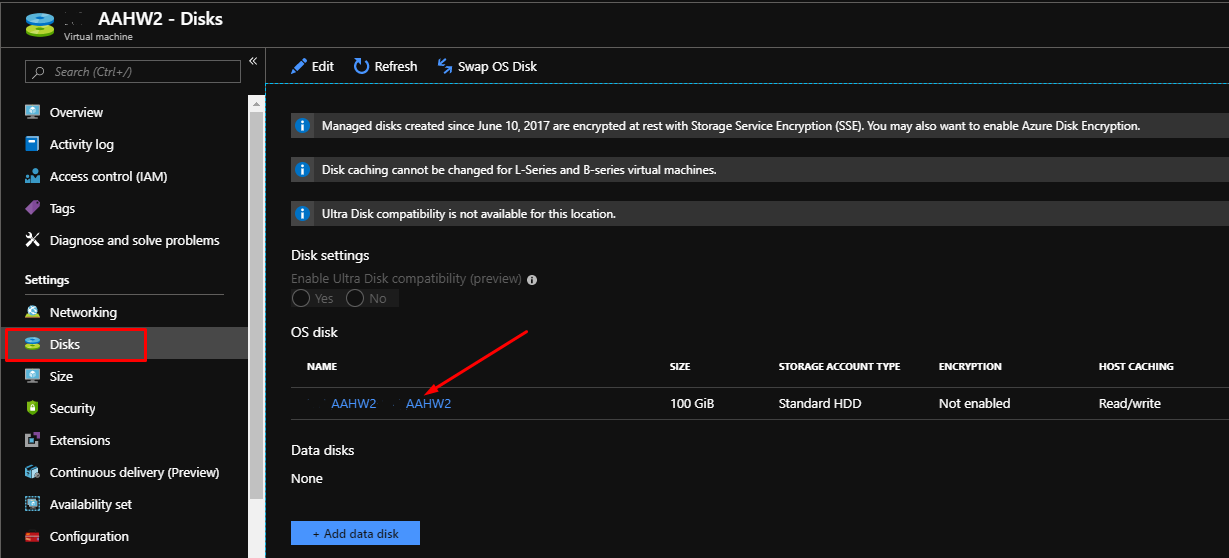 AAHW2 - Disks
Virtual machine
Search (Ctrl+/)
«
Overview
Activity log
Access control (IAM)
Tags
Diagnose and solve problems
Settings
Networking
Disks
Size
Security
Extensions
Continuous delivery (Preview)
Availability set
Configuration
Edit Refresh Swap OS Disk
Managed disks created since June 10, 2017 are encrypted at rest with Storage Service Encryption (SSE). You may also want to enable Azure Disk Encryption.
Disk caching cannot be changed for L-Series and B-series virtual machines.
Ultra Disk compatibility is not available for this location.
Disk settings
Enable Ultra Disk compatibility (preview)
Yes No
OS disk
NAME SIZE STORAGE ACCOUNT TYPE ENCRYPTION HOST CACHING
AAHW2 AAHW2 100 GiB Standard HDD Not enabled Read/write
Data disks
None
+ Add data disk